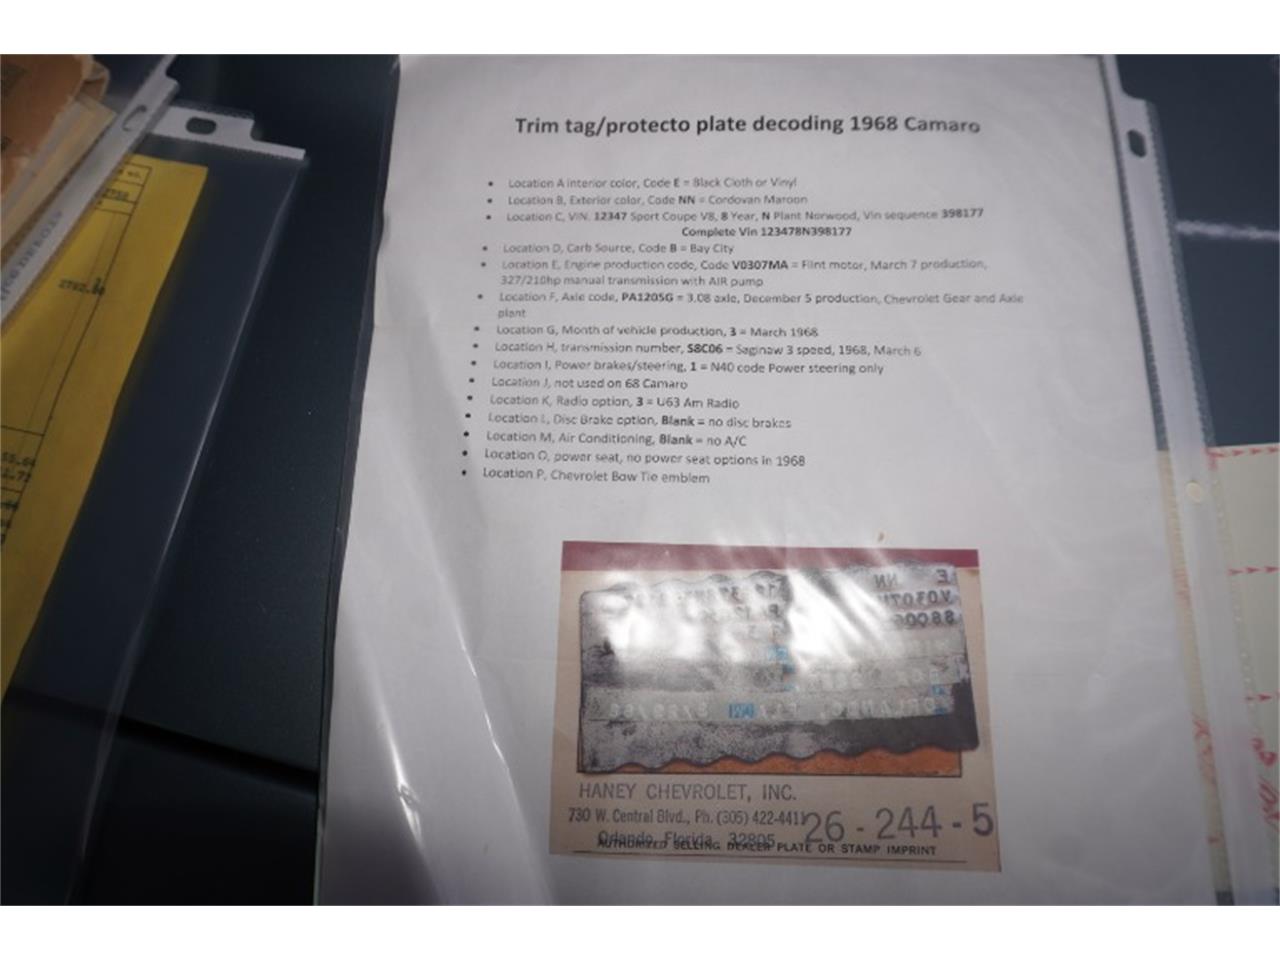 Trim tag/protecto plate decoding 1968 Camaro
• Location A interior color, Code E = Black Cloth or Vinyl
• Location B, Exterior color, Code NN = Cordovan Maroon
• Location C, VIN. 12347 Sport Coupe V8, 8 Year, N Plant Norwood, Vin sequence 398177
Complete Vin 123478N398177
• Location D, Carb Source, Code B = Bay City
• Location E, Engine production code, Code V0307MA = Flint motor, March 7 production,
327/210hp manual transmission with AIR pump
• Location F, Axle code, PA1205G = 3.08 axle, December 5 production, Chevrolet Gear and Axle
plant
• Location G, Month of vehicle production, 3 = March 1968
• Location H, transmission number, S8C06 = Saginaw 3 speed, 1968, March 6
• Location I, Power brakes/steering, 1 = N40 code Power steering only
• Location J, not used on 68 Camaro
• Location K, Radio option, 3 = U63 Am Radio
• Location L, Disc Brake option, Blank = no disc brakes
• Location M, Air Conditioning, Blank = no A/C
• Location O, power seat, no power seat options in 1968
• Location P, Chevrolet Bow Tie emblem
E NN
V0307M
S8C06
ORLANDO, FLA
HANEY CHEVROLET, INC.
730 W. Central Blvd., Ph. (305) 422-4411
26 - 244 - 5
Orlando, Florida, 32805
AUTHORIZED SELLING DEALER PLATE OR STAMP IMPRINT